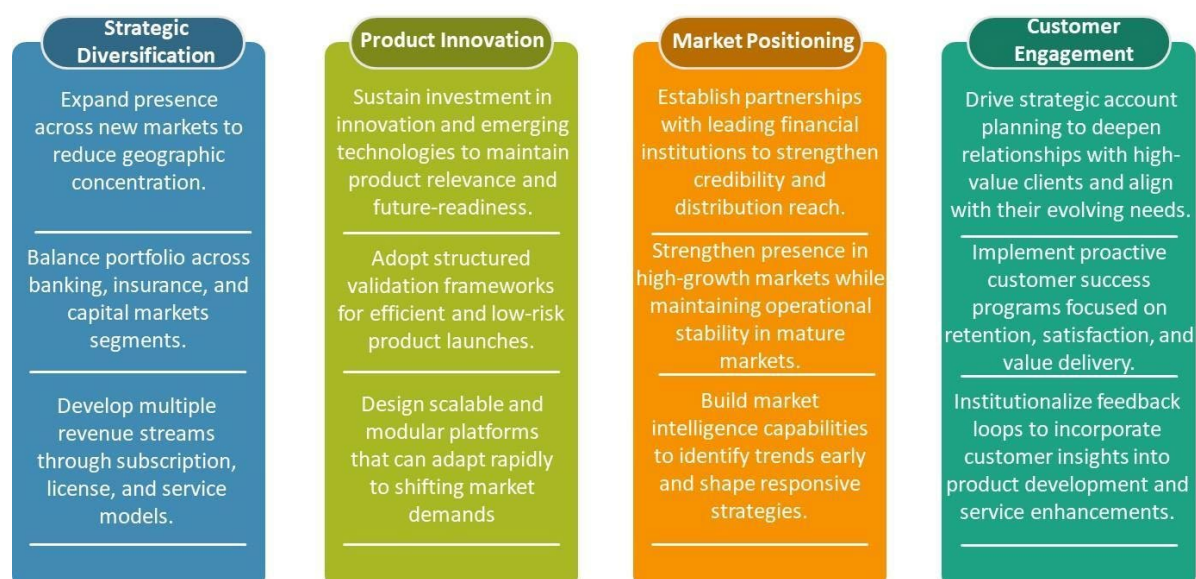 Strategic
Diversification
Expand presence
across new markets to
reduce geographic
concentration.
Balance portfolio across
banking, insurance, and
capital markets
segments.
Develop multiple
revenue streams
through subscription,
license, and service
models.
Product Innovation
Sustain investment in
innovation and emerging
technologies to maintain
product relevance and
future-readiness.
Adopt structured
validation frameworks
for efficient and low-risk
product launches.
Design scalable and
modular platforms
that can adapt rapidly
to shifting market
demands
Market Positioning
Establish partnerships
with leading financial
institutions to strengthen
credibility and
distribution reach.
Strengthen presence in
high-growth markets while
maintaining operational
stability in mature
markets.
Build market
intelligence capabilities
to identify trends early
and shape responsive
strategies.
Customer
Engagement
Drive strategic account
planning to deepen
relationships with high-
value clients and align
with their evolving needs.
Implement proactive
customer success
programs focused on
retention, satisfaction, and
value delivery.
Institutionalize feedback
loops to incorporate
customer insights into
product development and
service enhancements.